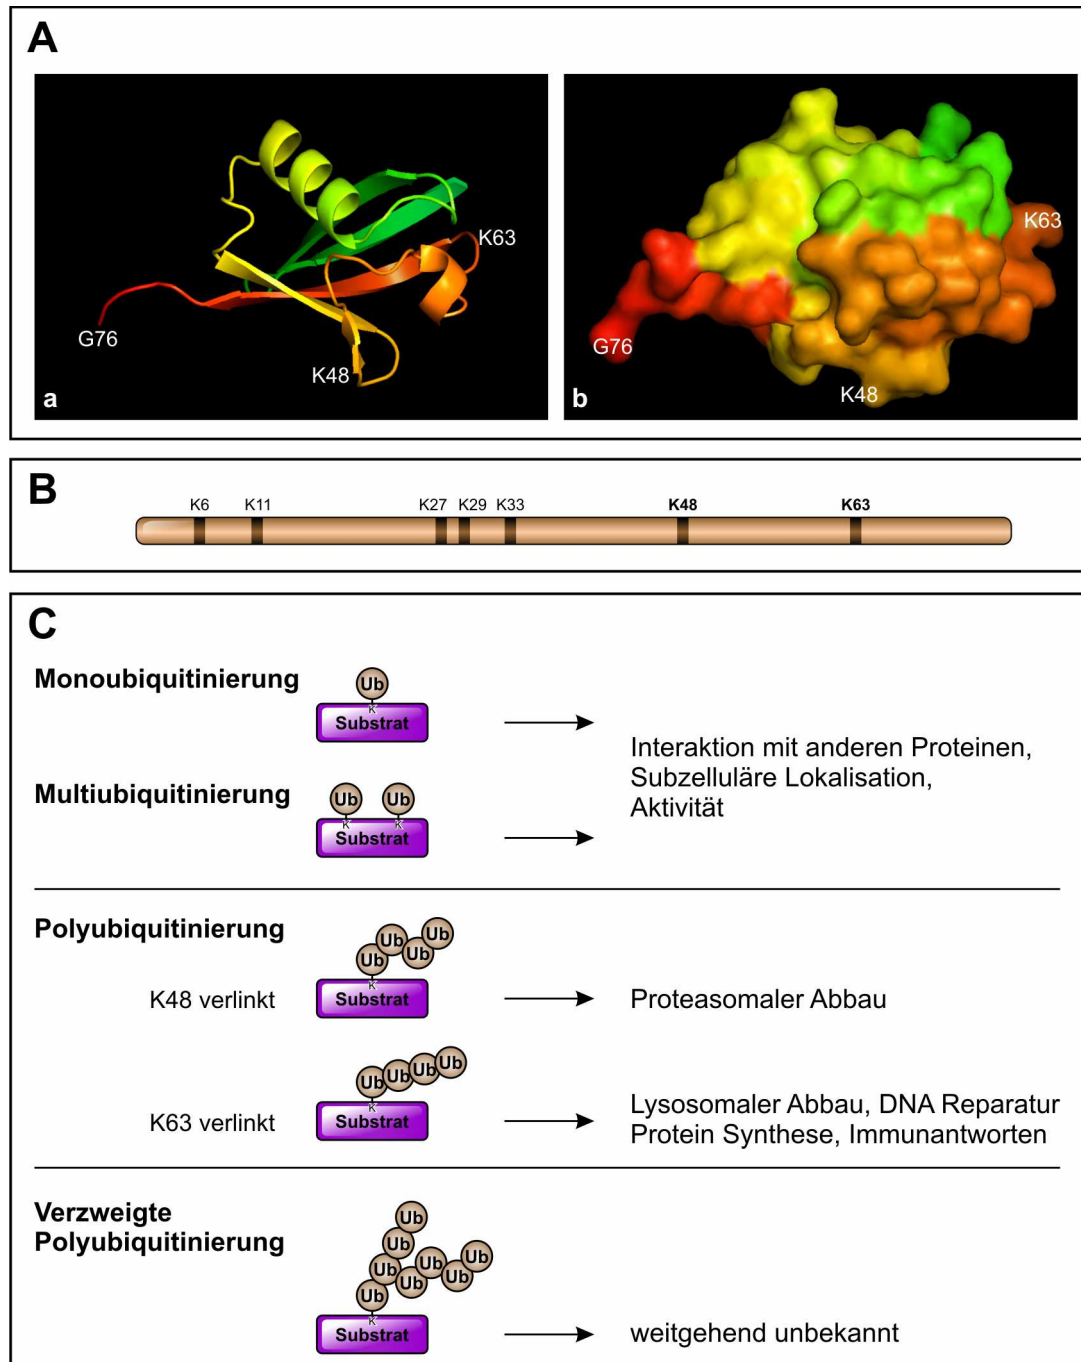 A
K63
G76
K48
a
K63
G76
K48
b
B
K6 K11 K27 K29 K33 K48 K63
C
Monoubiquitinierung
Ub
K
Substrat
Interaktion mit anderen Proteinen,
Subzelluläre Lokalisation,
Aktivität
Multiubiquitinierung
Ub Ub
K K
Substrat
Polyubiquitinierung
Ub Ub Ub Ub
K
K48 verlinkt
Substrat
Proteasomaler Abbau
Ub Ub Ub Ub
K
K63 verlinkt
Substrat
Lysosomaler Abbau, DNA Reparatur
Protein Synthese, Immunantworten
Verzweigte
Polyubiquitinierung
Ub
Ub
Ub Ub Ub Ub Ub
Ub
K
Substrat
weitgehend unbekannt